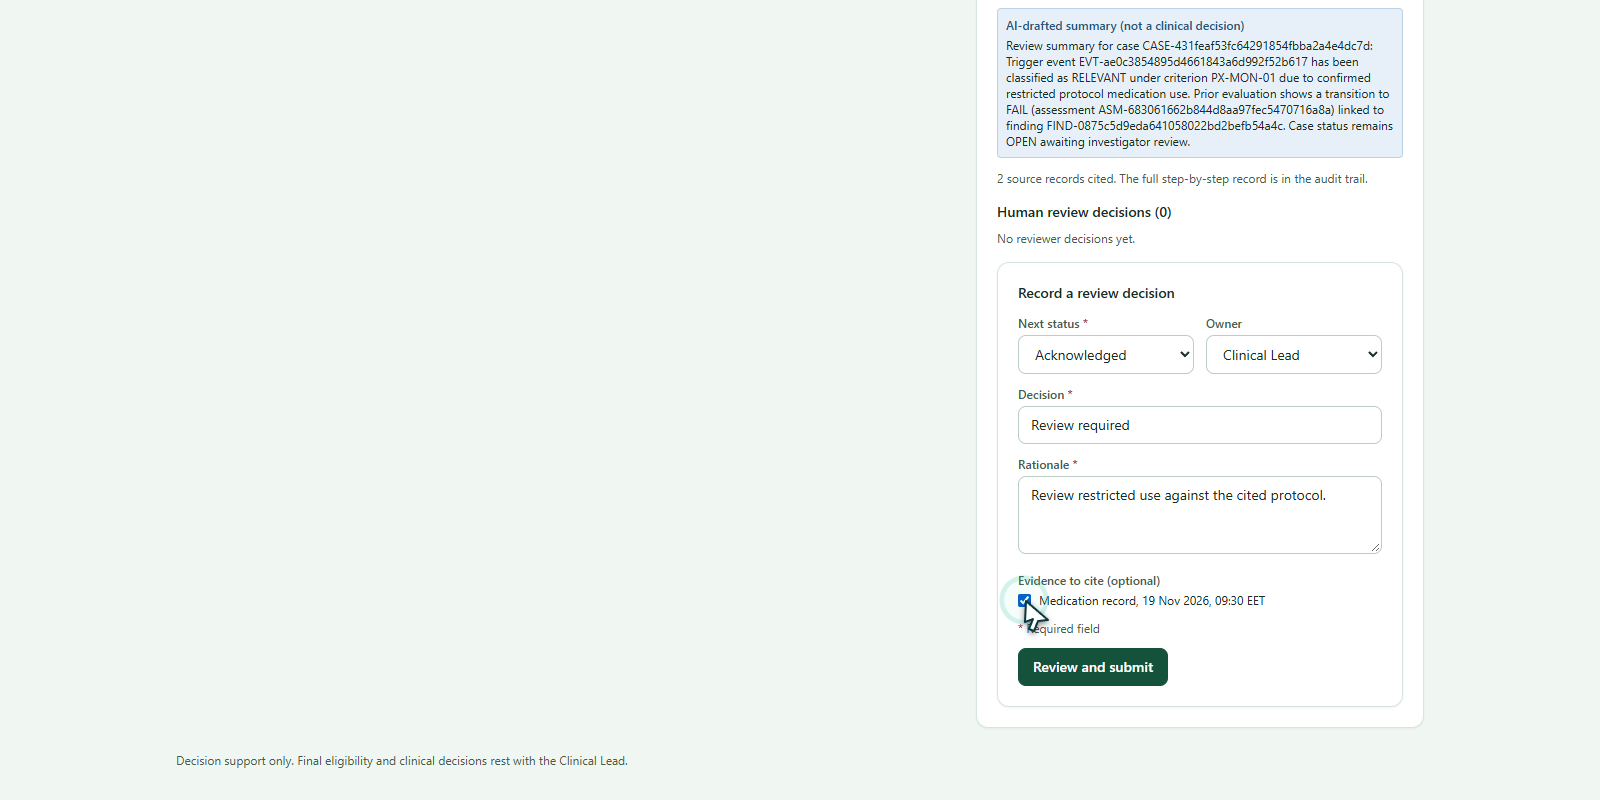 AI-drafted summary (not a clinical decision)
Review summary for case CASE-431feaf53fc64291854fbba2a4e4dc7d:
Trigger event EVT-ae0c3854895d4661843a6d992f52b617 has been
classified as RELEVANT under criterion PX-MON-01 due to confirmed
restricted protocol medication use. Prior evaluation shows a transition to
FAIL (assessment ASM-683061662b844d8aa97fec5470716a8a) linked to
finding FIND-0875c5d9eda641058022bd2befb54a4c. Case status remains
OPEN awaiting investigator review.
2 source records cited. The full step-by-step record is in the audit trail.
Human review decisions (0)
No reviewer decisions yet.
Record a review decision
Next status *
Owner
Acknowledged
Clinical Lead
Decision *
Review required
Rationale *
Review restricted use against the cited protocol.
Evidence to cite (optional)
Medication record, 19 Nov 2026, 09:30 EET
* Required field
Review and submit
Decision support only. Final eligibility and clinical decisions rest with the Clinical Lead.